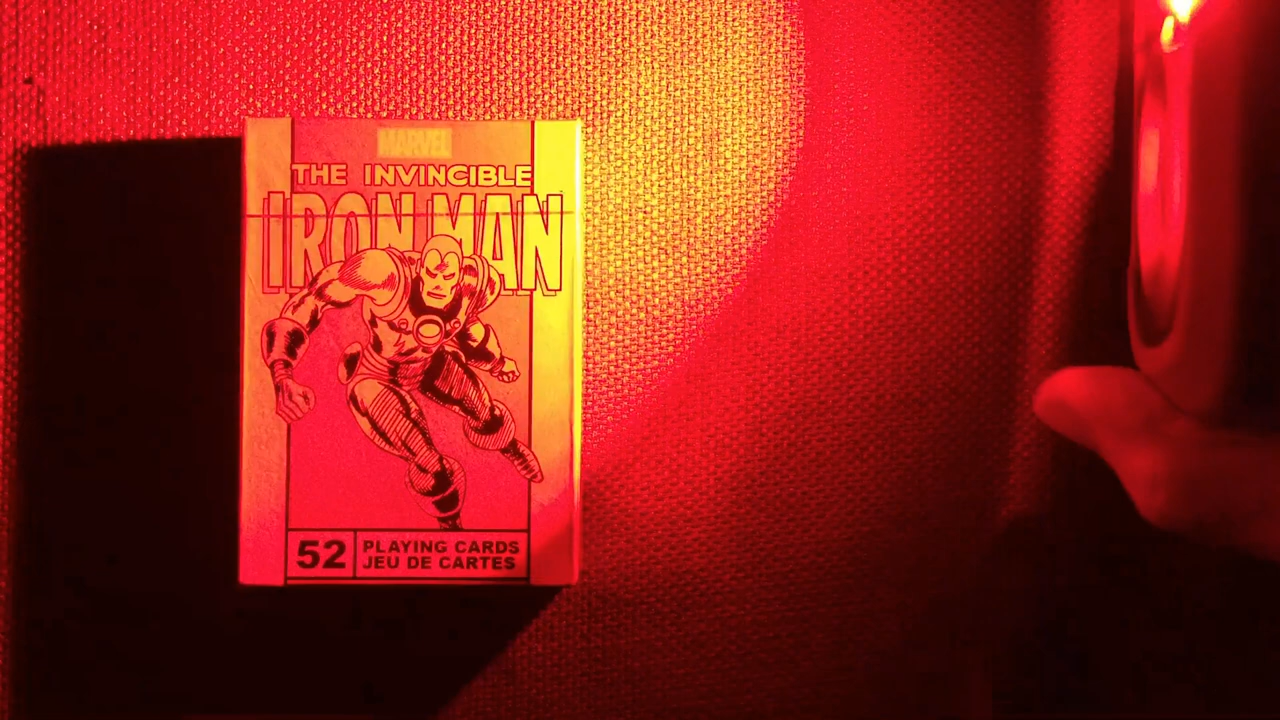 MARVEL
THE INVINCIBLE
IRON MAN
52
PLAYING CARDS
JEU DE CARTES